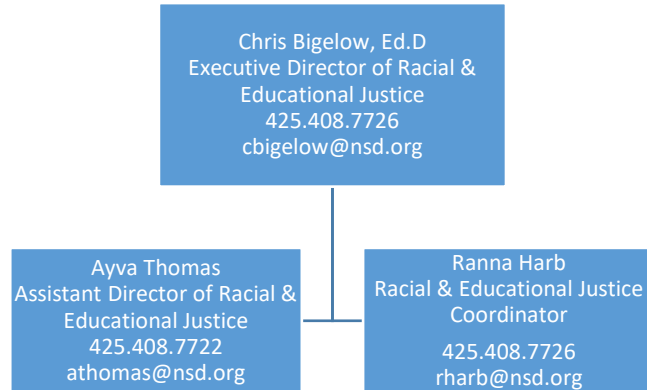 Chris Bigelow, Ed.D
Executive Director of Racial &
Educational Justice
425.408.7726
cbigelow@nsd.org
Ayva Thomas
Assistant Director of Racial &
Educational Justice
425.408.7722
athomas@nsd.org
Ranna Harb
Racial & Educational Justice
Coordinator
425.408.7726
rharb@nsd.org